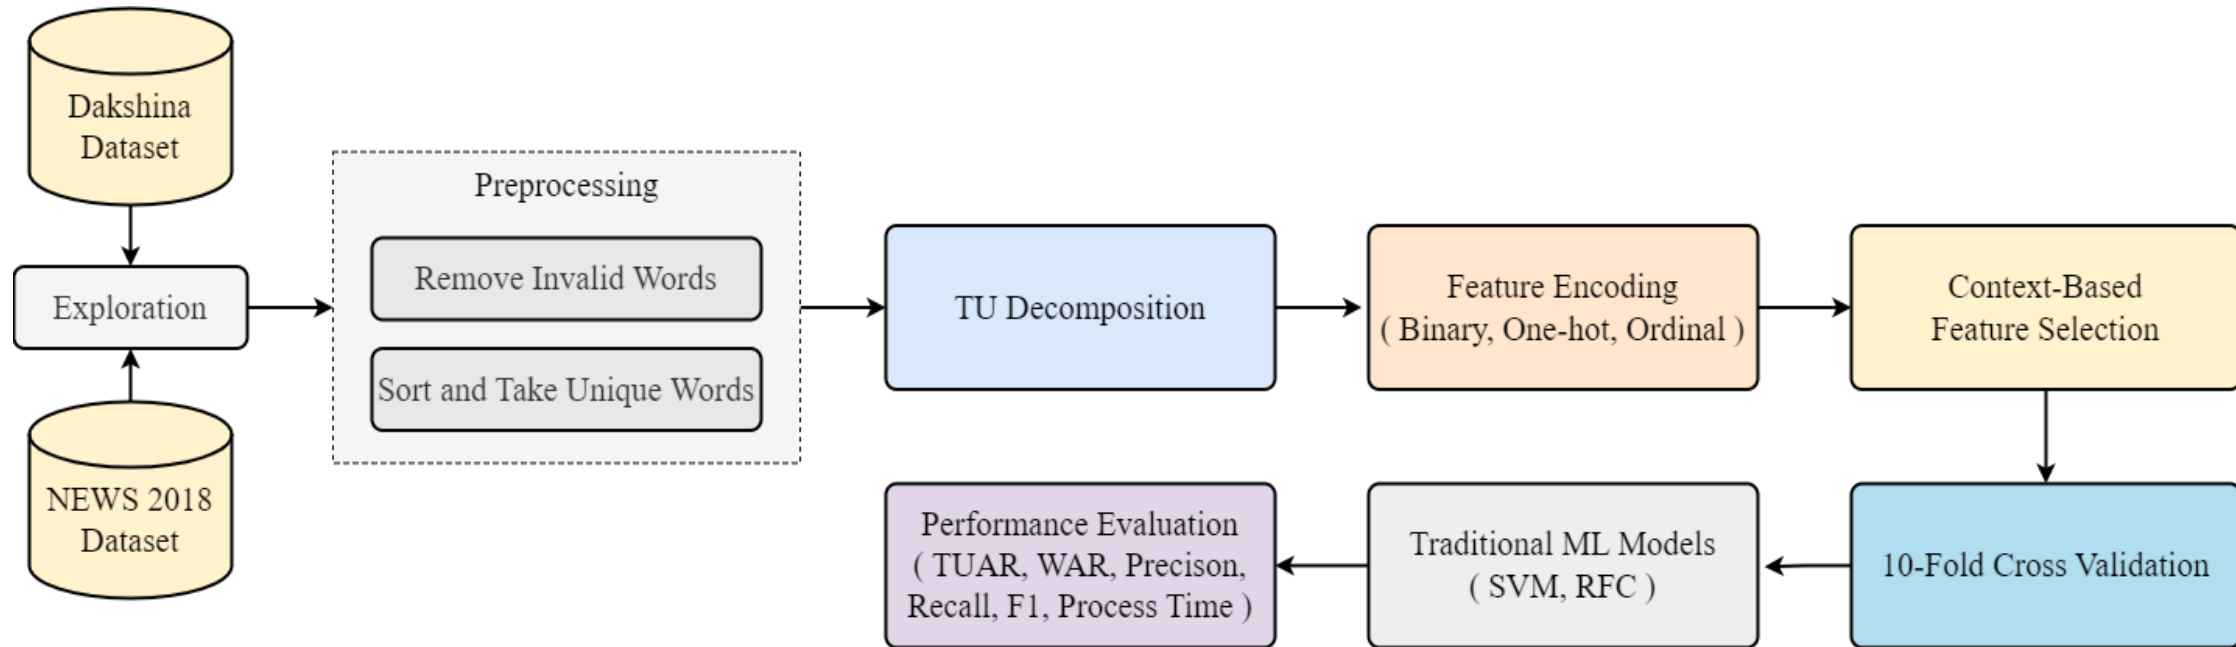 Dakshina
Dataset
Exploration
NEWS 2018
Dataset
Preprocessing
Remove Invalid Words
Sort and Take Unique Words
TU Decomposition
Feature Encoding
( Binary, One-hot, Ordinal )
Context-Based
Feature Selection
10-Fold Cross Validation
Traditional ML Models
( SVM, RFC )
Performance Evaluation
( TUAR, WAR, Precison,
Recall, F1, Process Time )